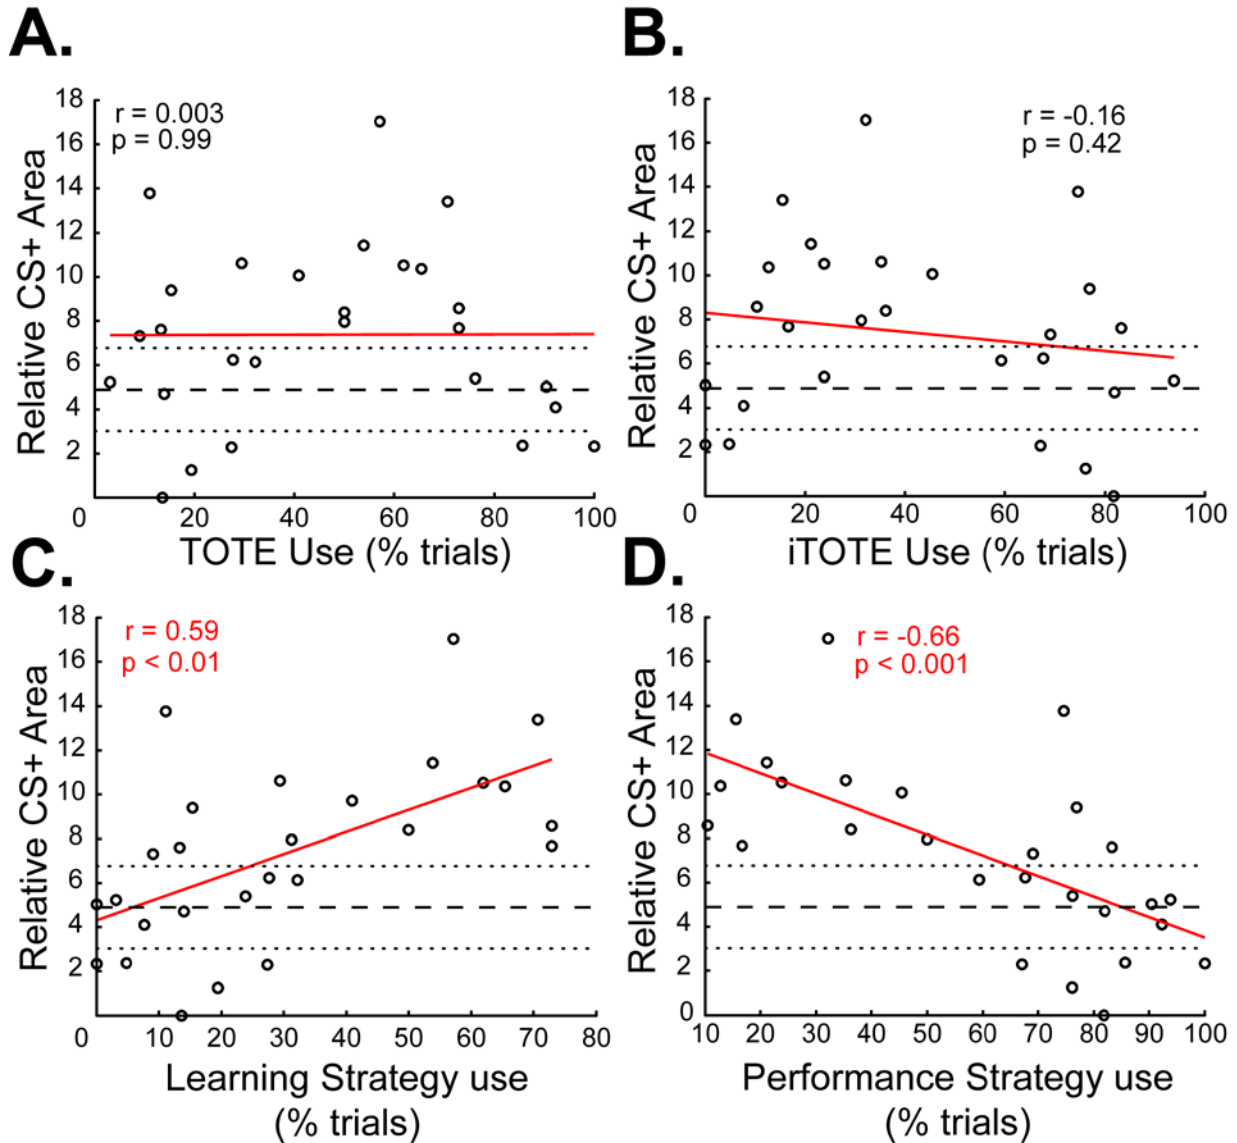 A.
r = 0.003
p = 0.99
18
16
14
12
10
8
6
4
2
Relative CS+ Area
0 20 40 60 80 100
TOTE Use (% trials)
B.
r = -0.16
p = 0.42
18
16
14
12
10
8
6
4
2
0
Relative CS+ Area
0 20 40 60 80 100
iTOTE Use (% trials)
C.
r = 0.59
p < 0.01
18
16
14
12
10
8
6
4
2
Relative CS+ Area
0 10 20 30 40 50 60 70 80
Learning Strategy use
(% trials)
D.
r = -0.66
p < 0.001
18
16
14
12
10
8
6
4
2
0
Relative CS+ Area
10 20 30 40 50 60 70 80 90 100
Performance Strategy use
(% trials)